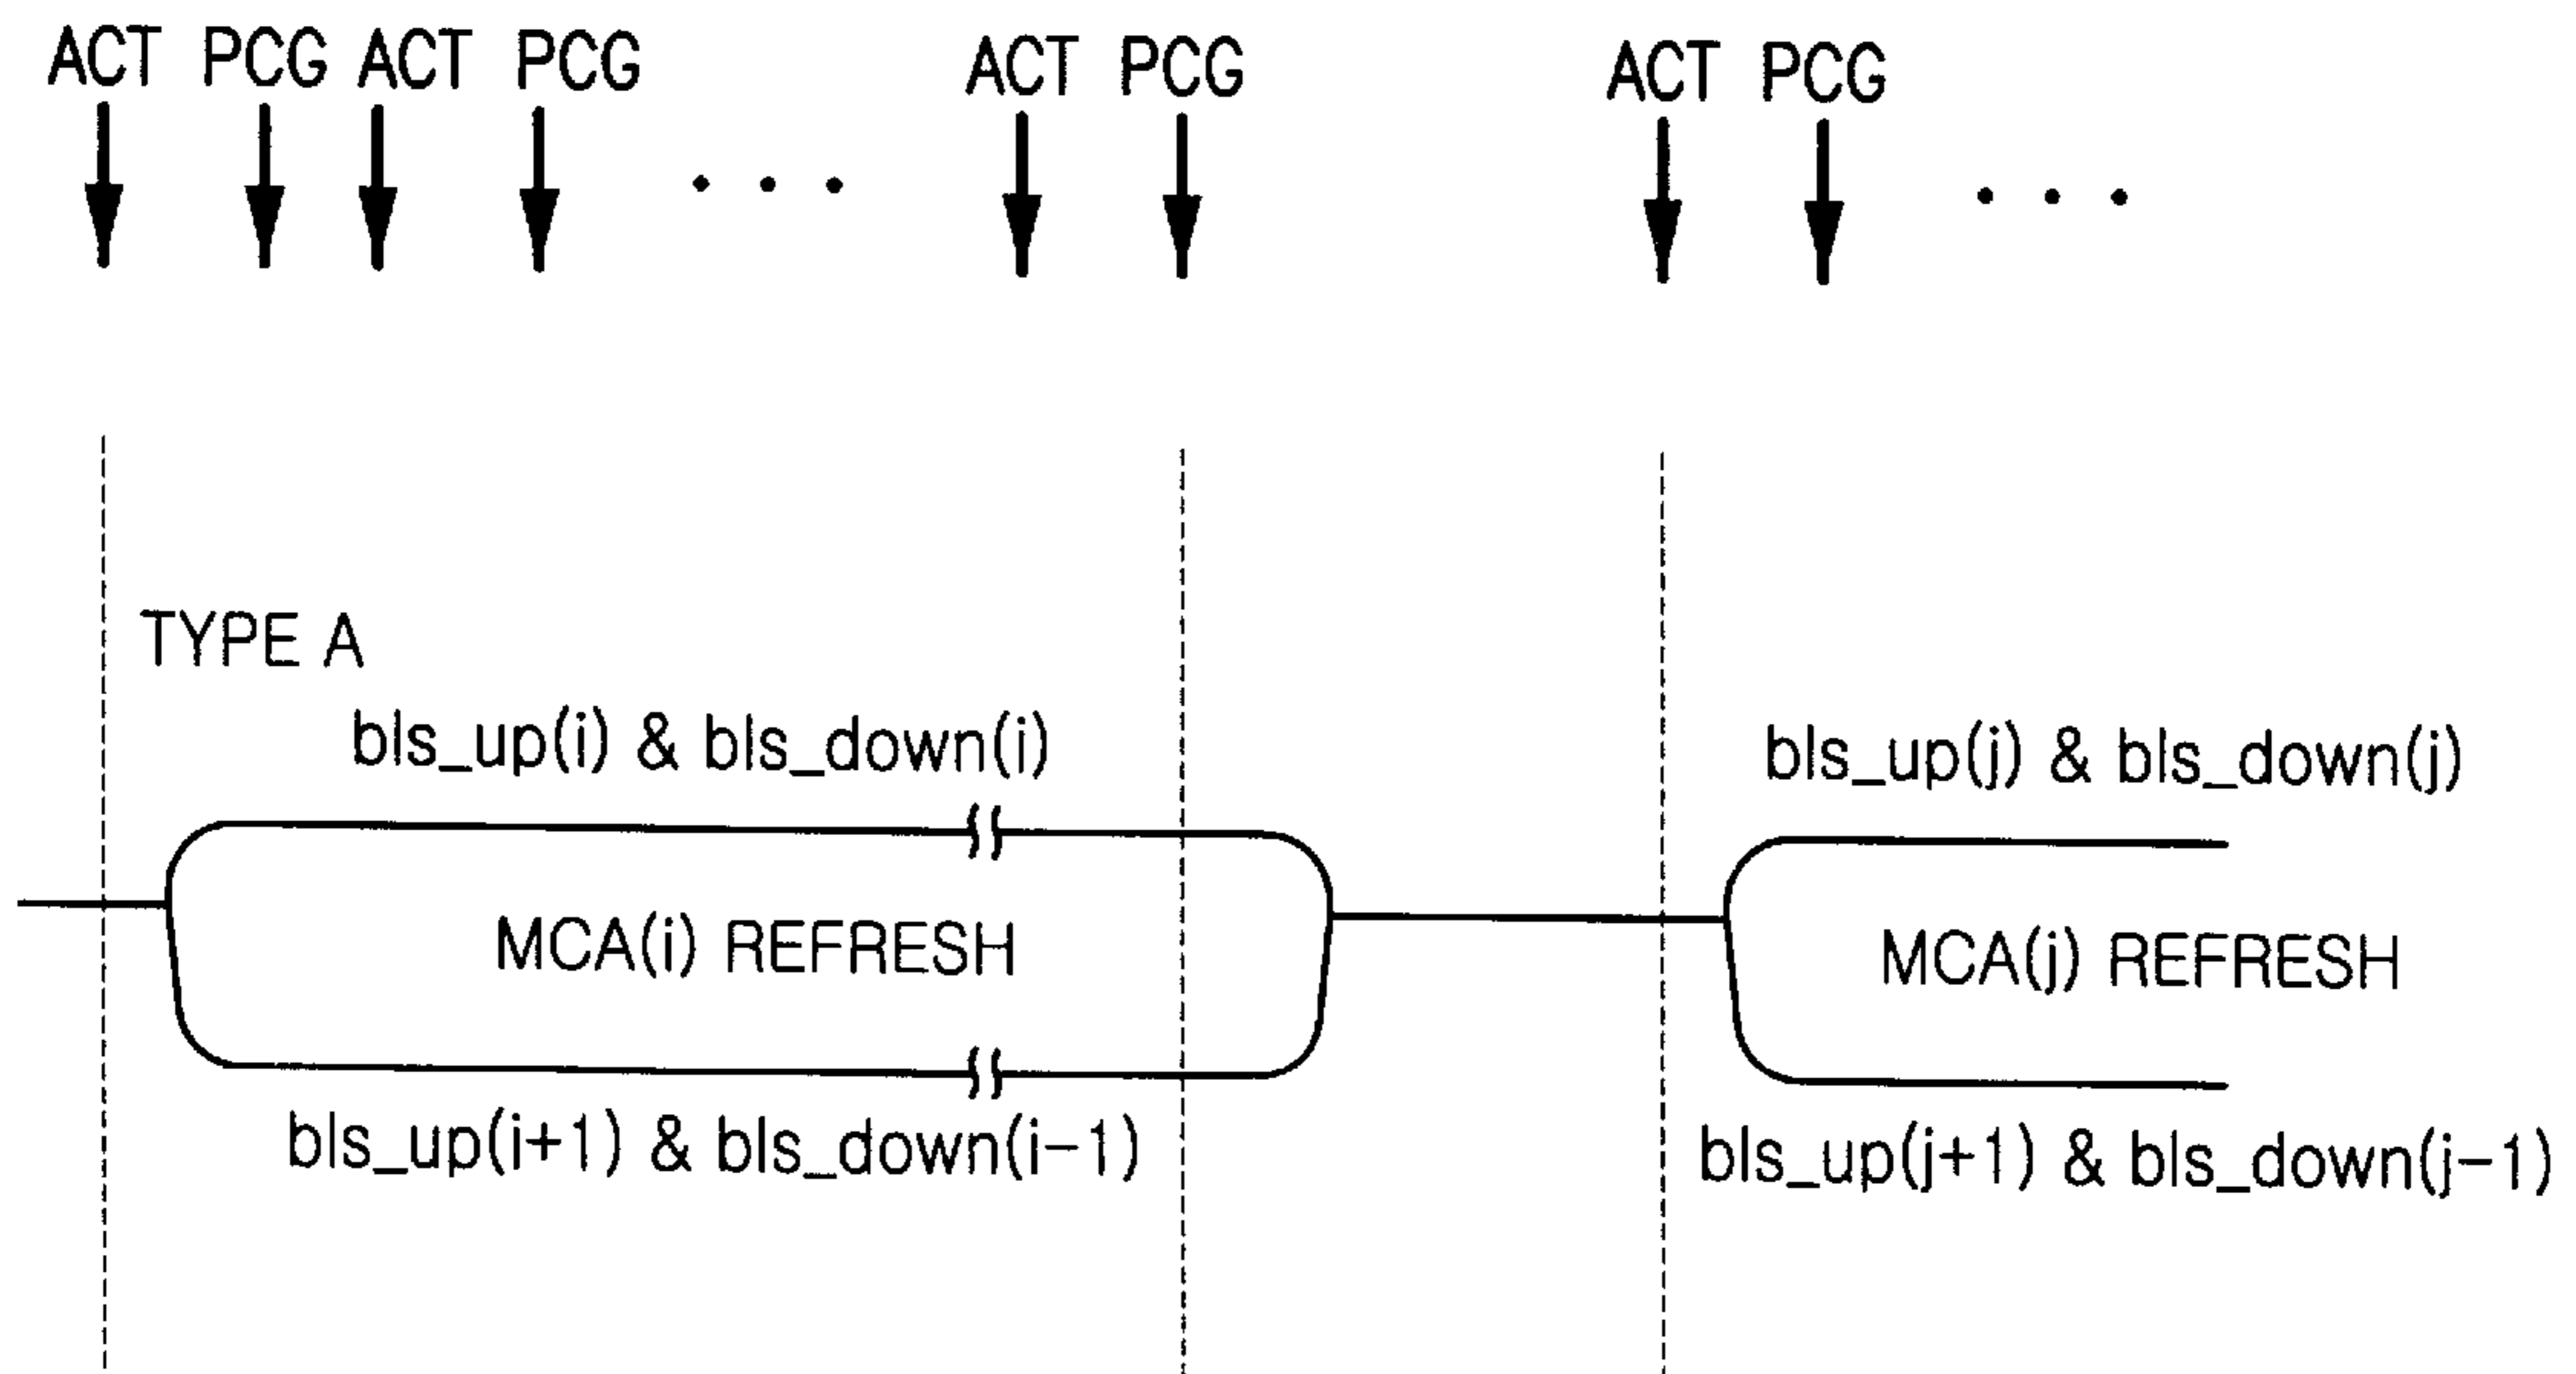 ACT PCG ACT PCG ACT PCG ACT PCG
TYPE A
bls_up(i) & bls_down(i) bls_up(j) & bls_down(j)
MCA(i) REFRESH MCA(j) REFRESH
bls_up(i+1) & bls_down(i-1) bls_up(j+1) & bls_down(j-1)